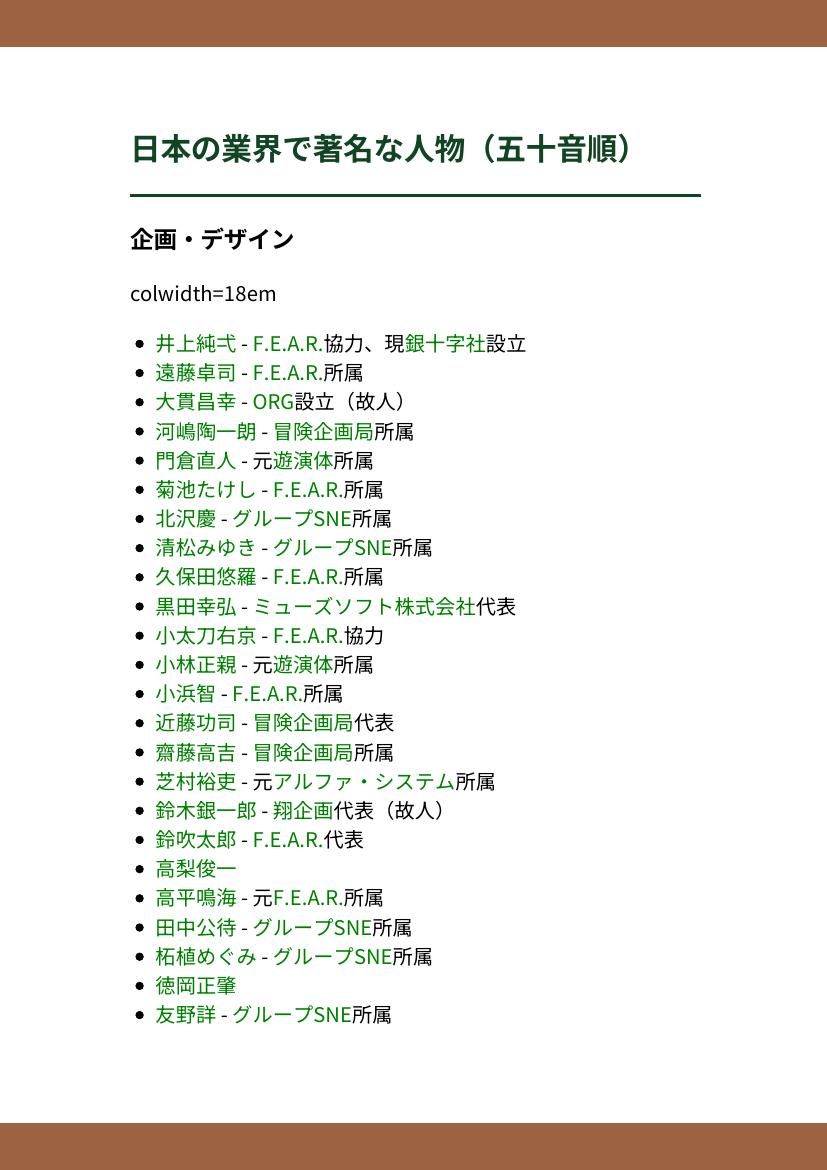 日本の業界で著名な人物（五十音順）
企画・デザイン
colwidth=18em
• 井上純弌 - F.E.A.R.協力、現銀十字社設立
• 遠藤卓司 - F.E.A.R.所属
• 大貫昌幸 - ORG設立（故人）
• 河嶋陶一朗 - 冒険企画局所属
• 門倉直人 - 元遊演体所属
• 菊池たけし - F.E.A.R.所属
• 北沢慶 - グループSNE所属
• 清松みゆき - グループSNE所属
• 久保田悠羅 - F.E.A.R.所属
• 黒田幸弘 - ミューズソフト株式会社代表
• 小太刀右京 - F.E.A.R.協力
• 小林正親 - 元遊演体所属
• 小浜智 - F.E.A.R.所属
• 近藤功司 - 冒険企画局代表
• 齋藤高吉 - 冒険企画局所属
• 芝村裕吏 - 元アルファ・システム所属
• 鈴木銀一郎 - 翔企画代表（故人）
• 鈴吹太郎 - F.E.A.R.代表
• 高梨俊一
• 高平鳴海 - 元F.E.A.R.所属
• 田中公侍 - グループSNE所属
• 柘植めぐみ - グループSNE所属
• 徳岡正肇
• 友野詳 - グループSNE所属